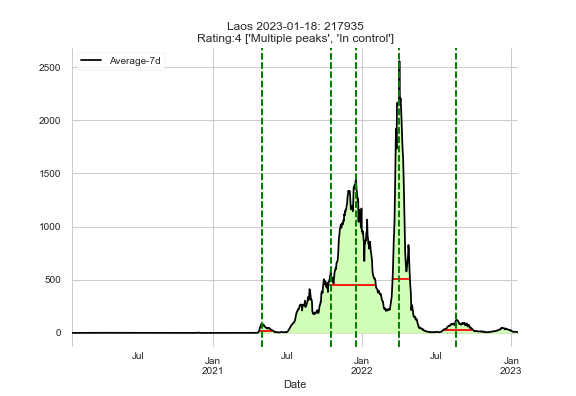 Laos 2023-01-18: 217935
Rating:4 ['Multiple peaks', 'In control']
Average-7d
2500
2000
1500
1000
500
0
Jul
Jan
2021
Jul
Jan
2022
Jul
Jan
2023
Date